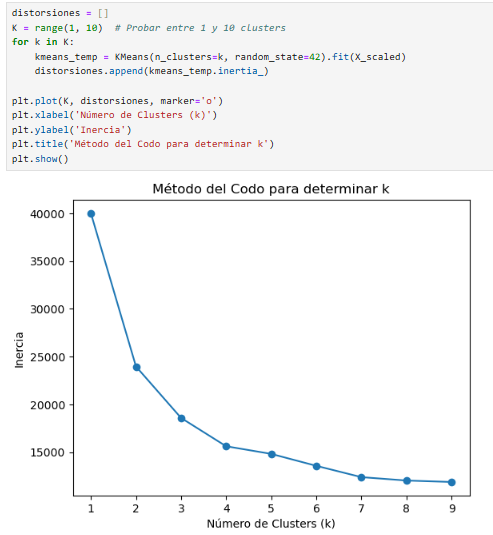 distorsiones = []
K = range(1, 10)  # Probar entre 1 y 10 clusters
for k in K:
    kmeans_temp = KMeans(n_clusters=k, random_state=42).fit(X_scaled)
    distorsiones.append(kmeans_temp.inertia_)
plt.plot(K, distorsiones, marker='o')
plt.xlabel('Número de Clusters (k)')
plt.ylabel('Inercia')
plt.title('Método del Codo para determinar k')
plt.show()
Método del Codo para determinar k
40000
35000
30000
25000
20000
15000
Inercia
1 2 3 4 5 6 7 8 9
Número de Clusters (k)